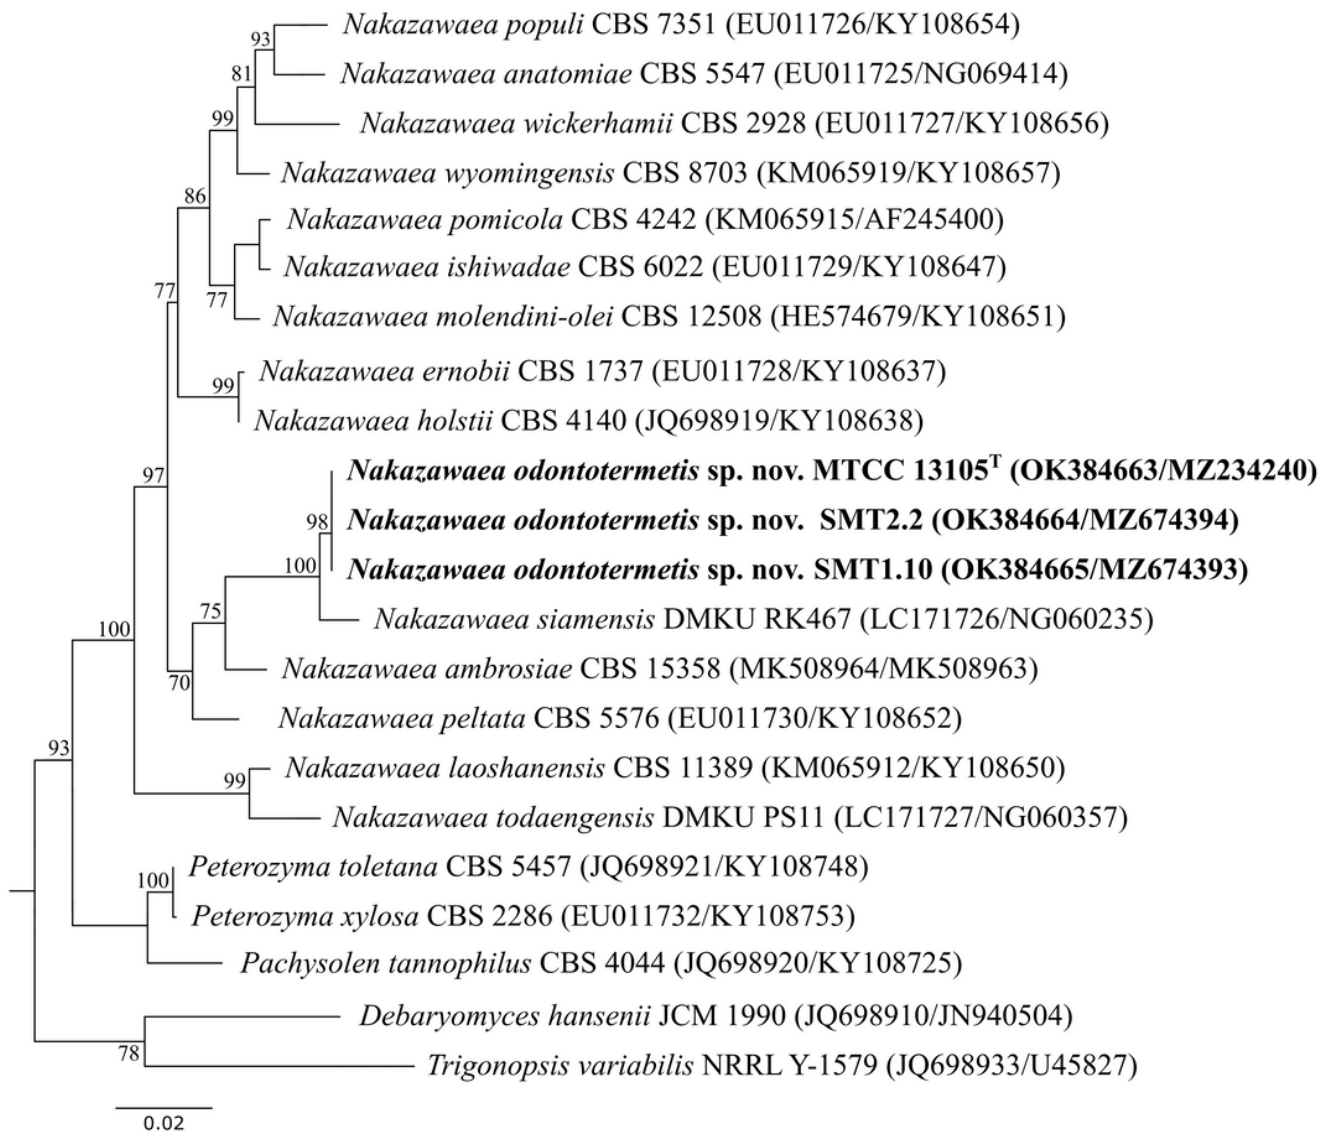 Nakazawaea populi CBS 7351 (EU011726/KY108654)
93
Nakazawaea anatomiae CBS 5547 (EU011725/NG069414)
81
Nakazawaea wickerhamii CBS 2928 (EU011727/KY108656)
99
Nakazawaea wyomingensis CBS 8703 (KM065919/KY108657)
86
Nakazawaea pomicola CBS 4242 (KM065915/AF245400)
Nakazawaea ishiwadae CBS 6022 (EU011729/KY108647)
77
77
Nakazawaea molendini-olei CBS 12508 (HE574679/KY108651)
Nakazawaea ernobii CBS 1737 (EU011728/KY108637)
99
Nakazawaea holstii CBS 4140 (JQ698919/KY108638)
97
Nakazawaea odontotermetis sp. nov. MTCC 13105T (OK384663/MZ234240)
98
Nakazawaea odontotermetis sp. nov. SMT2.2 (OK384664/MZ674394)
100
Nakazawaea odontotermetis sp. nov. SMT1.10 (OK384665/MZ674393)
75
Nakazawaea siamensis DMKU RK467 (LC171726/NG060235)
100
Nakazawaea ambrosiae CBS 15358 (MK508964/MK508963)
70
Nakazawaea peltata CBS 5576 (EU011730/KY108652)
93
Nakazawaea laoshanensis CBS 11389 (KM065912/KY108650)
99
Nakazawaea todaengensis DMKU PS11 (LC171727/NG060357)
Peterozyma toletana CBS 5457 (JQ698921/KY108748)
100
Peterozyma xylosa CBS 2286 (EU011732/KY108753)
Pachysolen tannophilus CBS 4044 (JQ698920/KY108725)
Debaryomyces hansenii JCM 1990 (JQ698910/JN940504)
78
Trigonopsis variabilis NRRL Y-1579 (JQ698933/U45827)
0.02